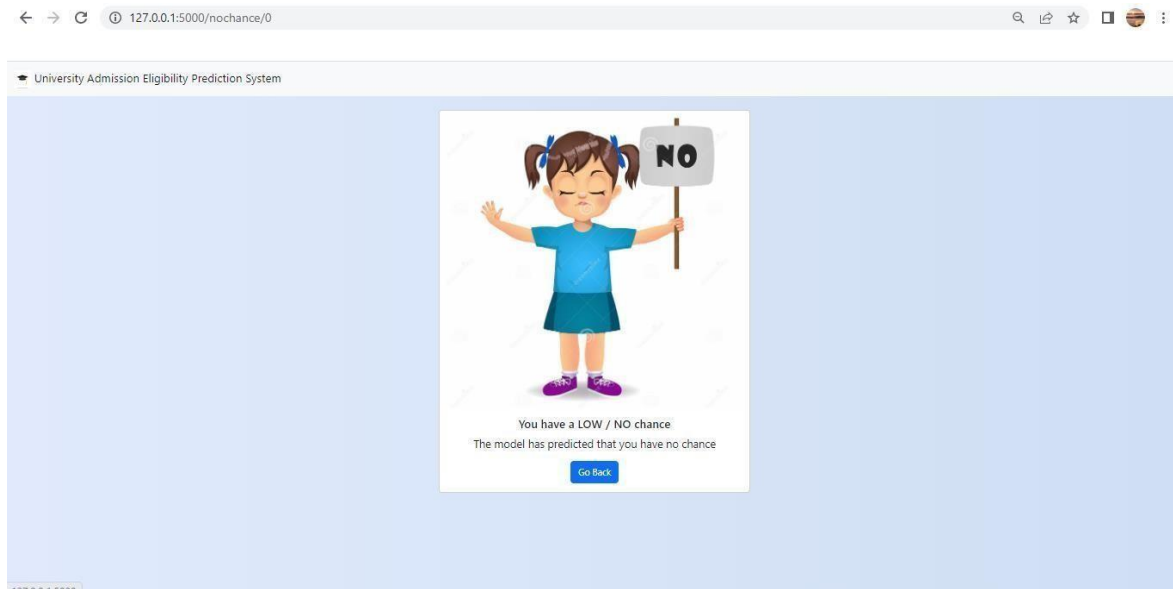 127.0.0.1:5000/nochance/0
University Admission Eligibility Prediction System
NO
You have a LOW / NO chance
The model has predicted that you have no chance
Go Back